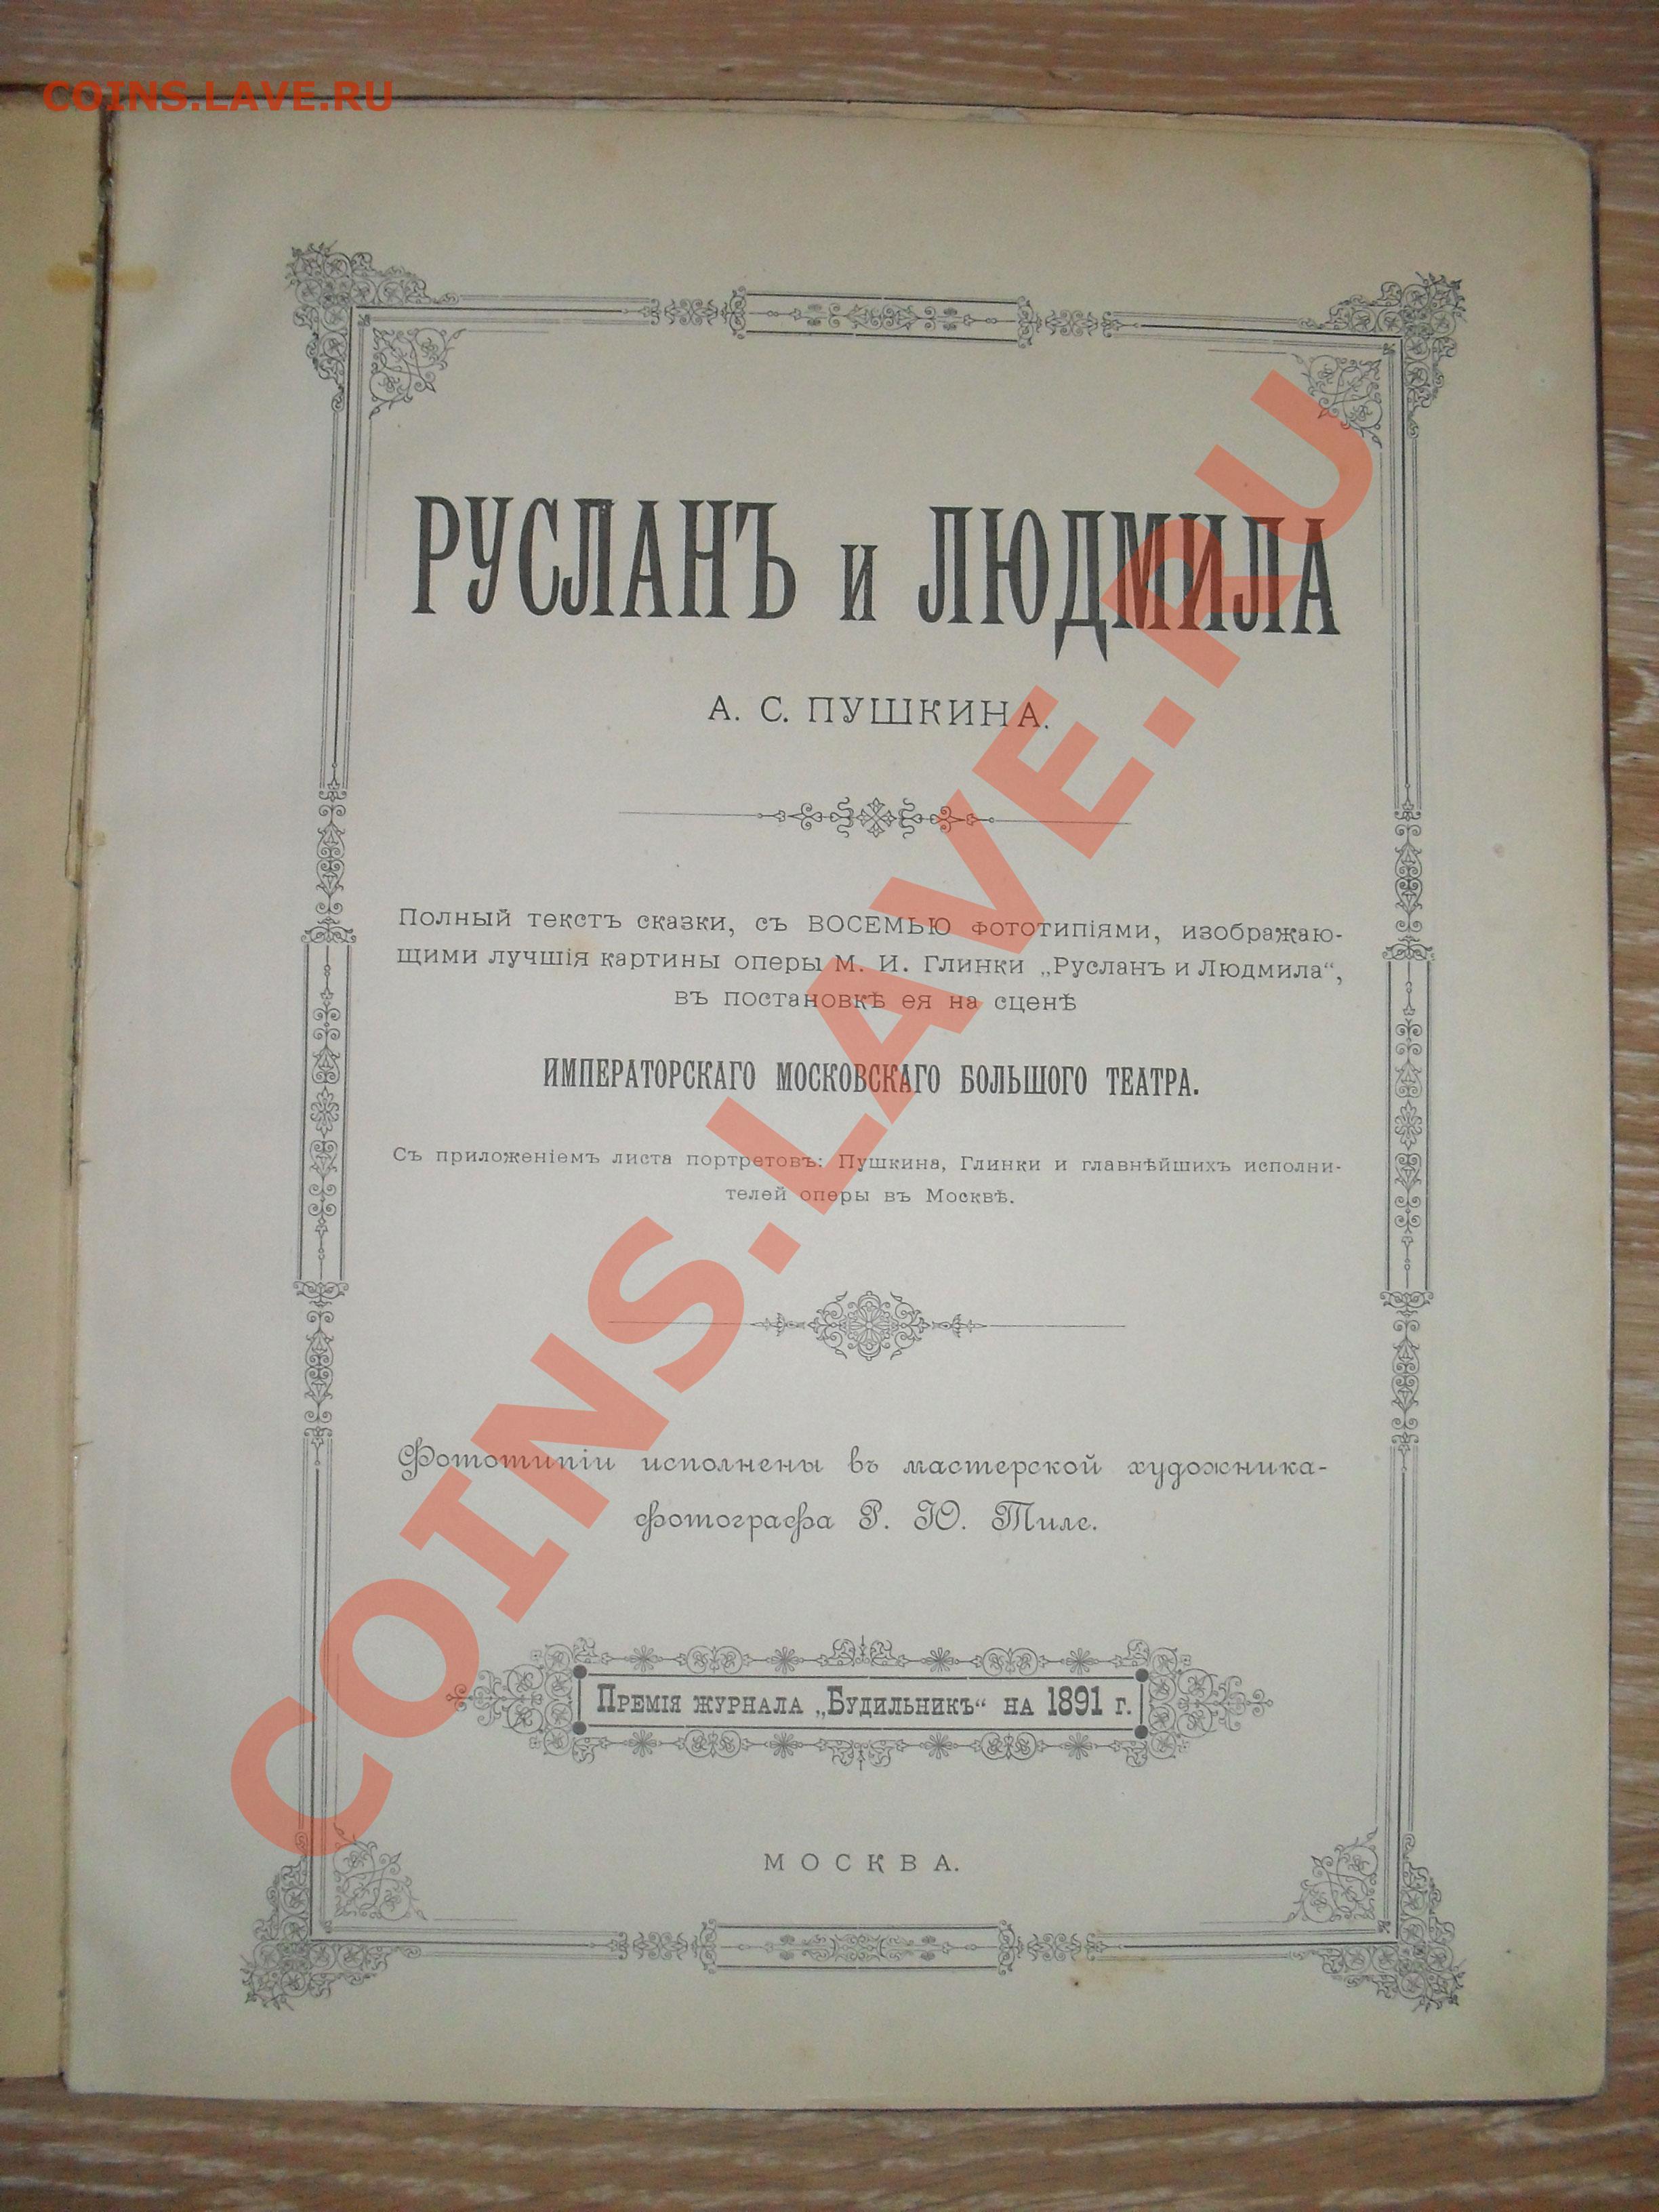 COINS.LAVE.RU
РУСЛАНЪ и ЛЮДМИЛА
А. С. ПУШКИНА.
Полный текстъ сказки, съ ВОСЕМЬЮ фототипіями, изображаю-
щими лучшія картины оперы М. И. Глинки „Русланъ и Людмила“,
въ постановкѣ ея на сценѣ
ИМПЕРАТОРСКАГО МОСКОВСКАГО БОЛЬШОГО ТЕАТРА.
Съ приложеніемъ листа портретовъ: Пушкина, Глинки и главнѣйшихъ исполни-
телей оперы въ Москвѣ.
Фототипіи исполнены въ мастерской художника-
фотографа Р. Ю. Тиле.
Премія журнала „Будильникъ“ на 1891 г.
МОСКВА.
COINS.LAVE.RU